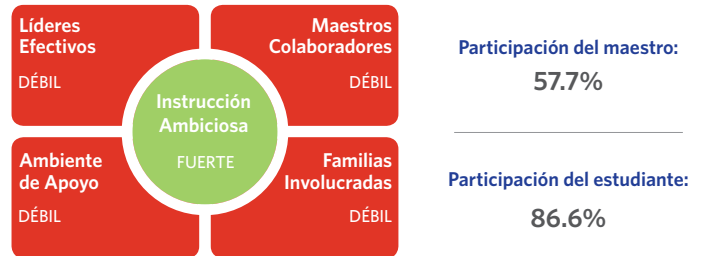 Líderes
Efectivos
DÉBIL
Maestros
Colaboradores
DÉBIL
Instrucción
Ambiciosa
FUERTE
Ambiente
de Apoyo
DÉBIL
Familias
Involucradas
DÉBIL
Participación del maestro:
57.7%
Participación del estudiante:
86.6%